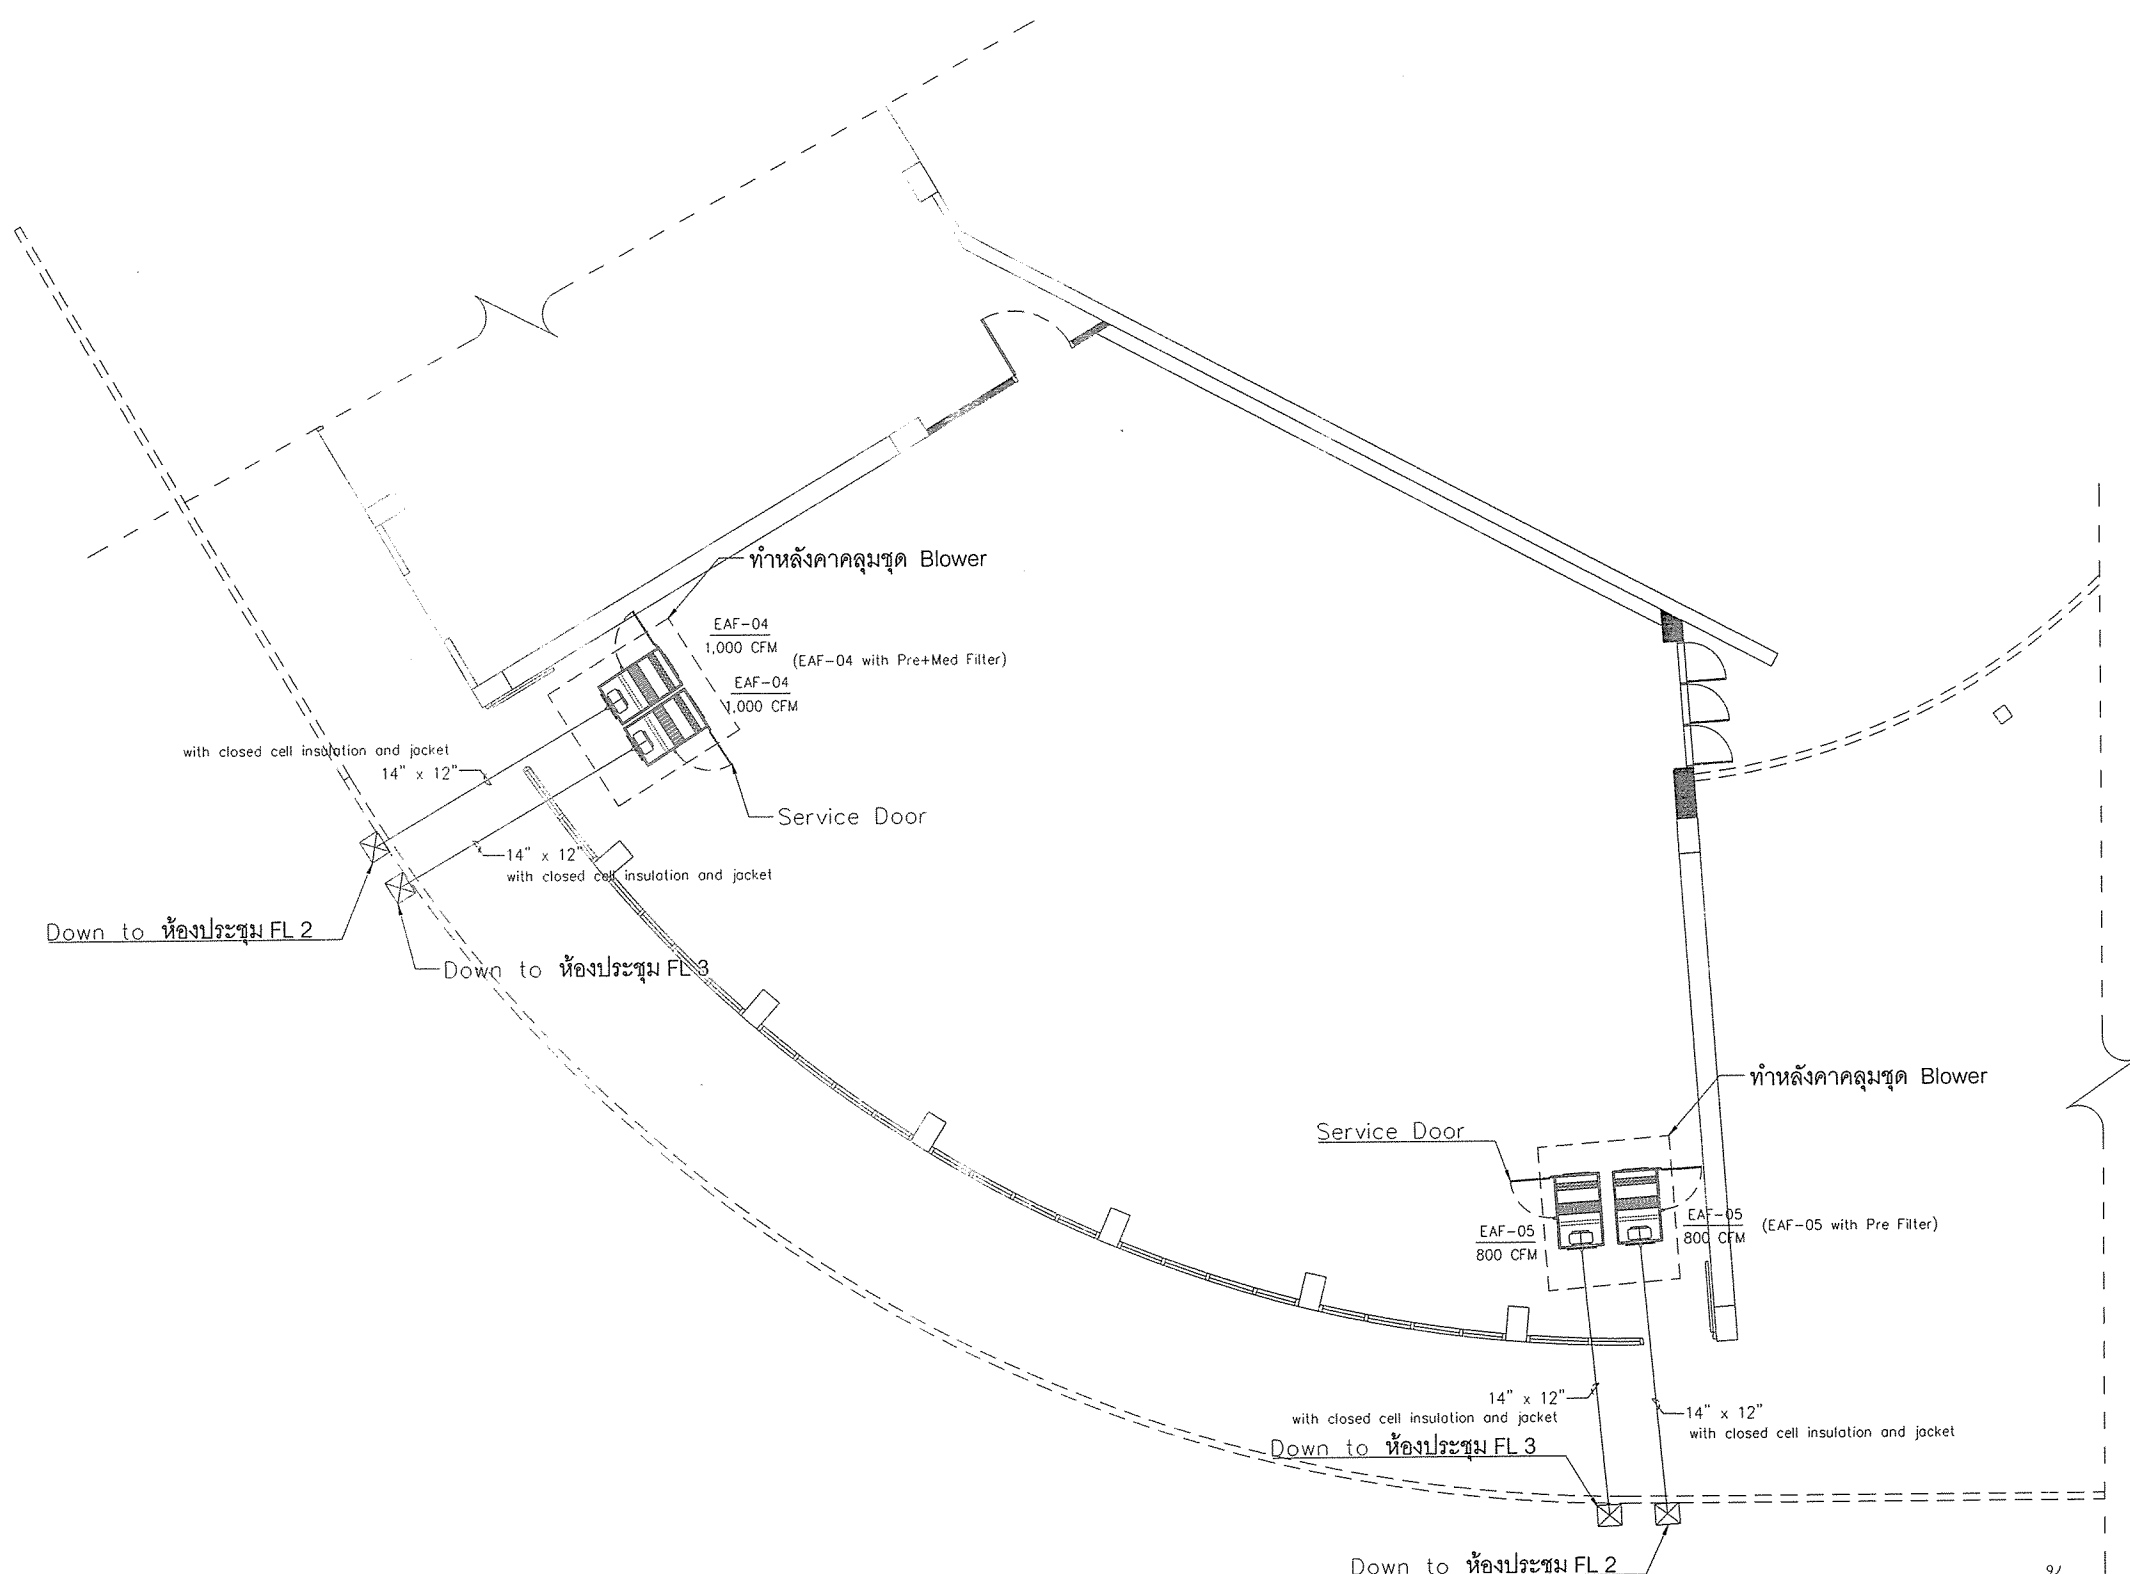 ทำหลังคาคลุมชุด Blower
EAF-04
1,000 CFM
(EAF-04 with Pre+Med Filter)
EAF-04
1,000 CFM
with closed cell insulation and jacket
14" x 12"
Service Door
14" x 12"
with closed cell insulation and jacket
Down to ห้องประชุม FL 2
Down to ห้องประชุม FL 3
ทำหลังคาคลุมชุด Blower
Service Door
EAF-05
800 CFM
EAF-05
800 CFM
(EAF-05 with Pre Filter)
14" x 12"
with closed cell insulation and jacket
14" x 12"
with closed cell insulation and jacket
Down to ห้องประชุม FL 3
Down to ห้องประชุม FL 2